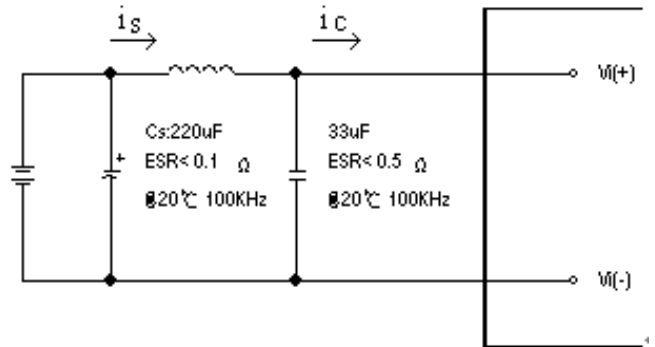 iS
iC
Vi(+)
Cs:220uF
ESR<0.1 Ω
@20℃ 100KHz
+
33uF
ESR<0.5 Ω
@20℃ 100KHz
Vi(-)